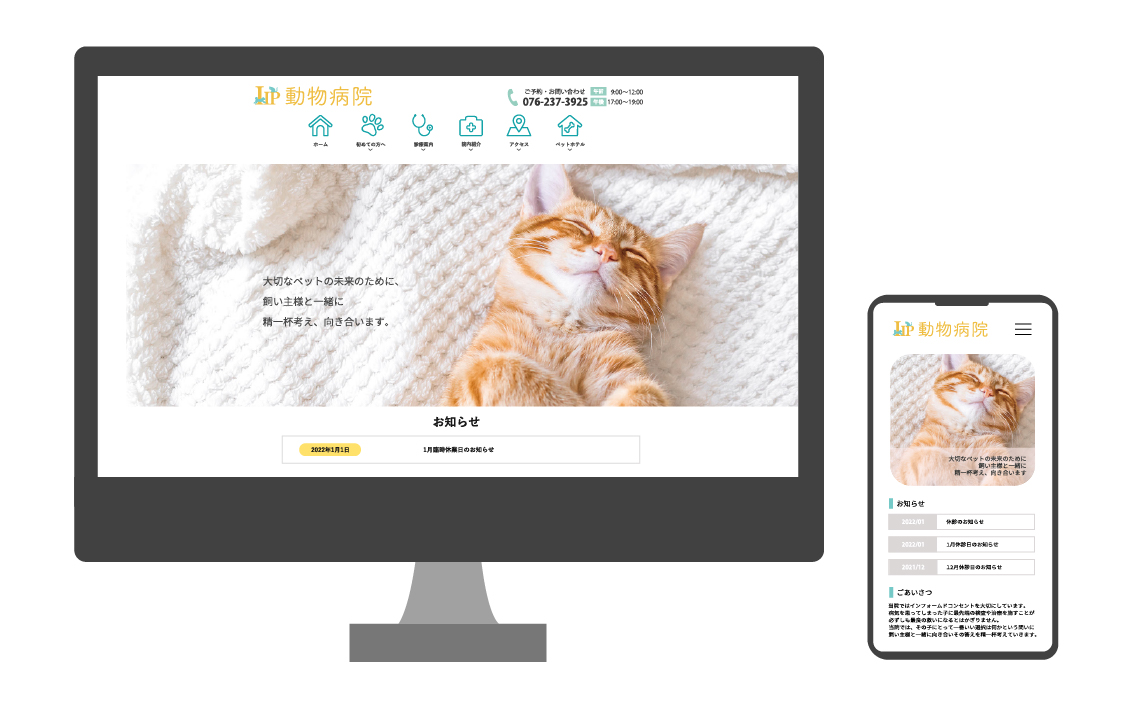 LIP動物病院
ご予約・お問い合わせ 午前 9:00〜12:00
076-237-3925 午後 17:00〜19:00
ホーム
初めての方へ
診療案内
院内紹介
アクセス
ペットホテル
大切なペットの未来のために、
飼い主様と一緒に
精一杯考え、向き合います。
お知らせ
2022年1月1日 1月臨時休業日のお知らせ
LIP動物病院
大切なペットの未来のために
飼い主様と一緒に
精一杯考え、向き合います
お知らせ
2022/01 休診のお知らせ
2022/01 1月休診日のお知らせ
2021/12 12月休診日のお知らせ
ごあいさつ
当院ではインフォームドコンセントを大切にしています。
病気を患ってしまった子に最先端の検査や治療を施すことが
必ずしも最良の救いになるとはかぎりません。
当院では、その子にとって一番いい選択は何かという問いに
飼い主様と一緒に向き合いその答えを精一杯考えていきます。